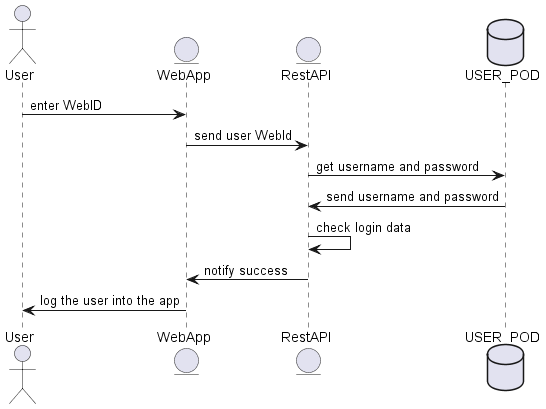 User
WebApp
RestAPI
USER_POD
enter WebID
send user WebId
get username and password
send username and password
check login data
notify success
log the user into the app
User
WebApp
RestAPI
USER_POD